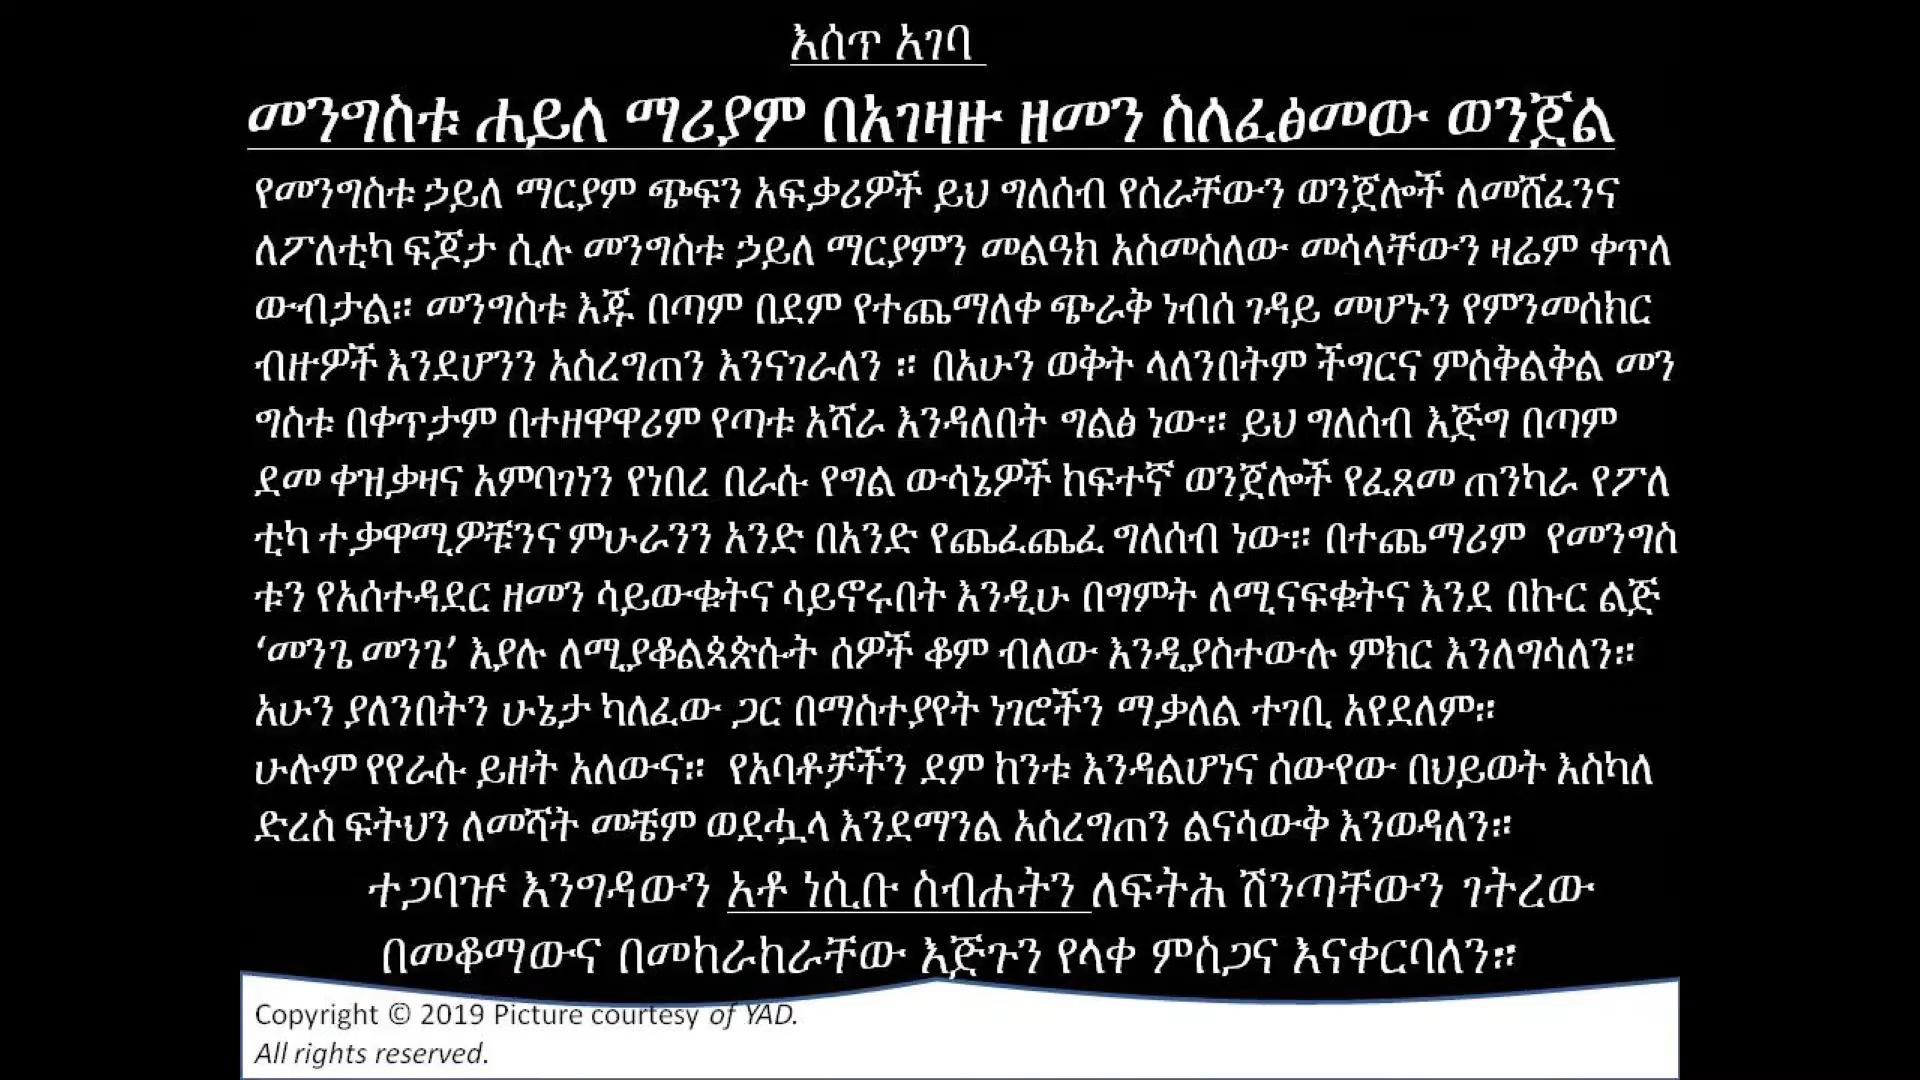 እሰጥ አገባ
መንግስቱ ሐይለ ማሪያም በአገዛዙ ዘመን ስለፈፅመው ወንጀል
የመንግስቱ ኃይለ ማርያም ጭፍን አፍቃሪዎች ይህ ግለሰብ የሰራቸውን ወንጀሎች ለመሸፈንና
ለፖለቲካ ፍጆታ ሲሉ መንግስቱ ኃይለ ማርያምን መልዓክ አስመስለው መሳላቸውን ዛሬም ቀጥለ
ውብታል። መንግስቱ እጁ በጣም በደም የተጨማለቀ ጭራቅ ነብሰ ገዳይ መሆኑን የምንመሰክር
ብዙዎች እንደሆንን አስረግጠን እንናገራለን ። በአሁን ወቅት ላለንበትም ችግርና ምስቅልቅል መን
ግስቱ በቀጥታም በተዘዋዋሪም የጣቱ አሻራ እንዳለበት ግልፅ ነው። ይህ ግለሰብ እጅግ በጣም
ደመ ቀዝቃዛና አምባገነን የነበረ በራሱ የግል ውሳኔዎች ከፍተኛ ወንጀሎች የፈጸመ ጠንካራ የፖለ
ቲካ ተቃዋሚዎቹንና ምሁራንን አንድ በአንድ የጨፈጨፈ ግለሰብ ነው። በተጨማሪም የመንግስ
ቱን የአሰተዳደር ዘመን ሳይውቁትና ሳይኖሩበት እንዲሁ በግምት ለሚናፍቁትና እንደ በኩር ልጅ
‘መንጌ መንጌ’ እያሉ ለሚያቆልጳጵሱት ሰዎች ቆም ብለው እንዲያስተውሉ ምክር እንለግሳለን።
አሁን ያለንበትን ሁኔታ ካለፈው ጋር በማስተያየት ነገሮችን ማቃለል ተገቢ አየደለም።
ሁሉም የየራሱ ይዘት አለውና። የአባቶቻችን ደም ከንቱ እንዳልሆነና ሰውየው በህይወት እስካለ
ድረስ ፍትህን ለመሻት መቼም ወደሗላ እንደማንል አስረግጠን ልናሳውቅ እንወዳለን።
ተጋባዡ እንግዳውን አቶ ነሲቡ ስብሐትን ለፍትሕ ሽንጣቸውን ገትረው
በመቆማውና በመከራከራቸው እጅጉን የላቀ ምስጋና እናቀርባለን።
Copyright © 2019 Picture courtesy of YAD.
All rights reserved.